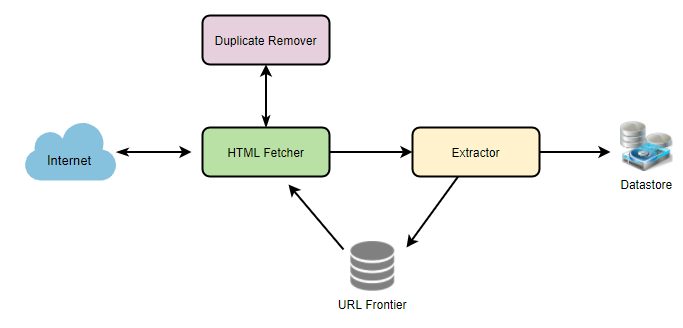 Duplicate Remover
Internet
HTML Fetcher
Extractor
Datastore
URL Frontier